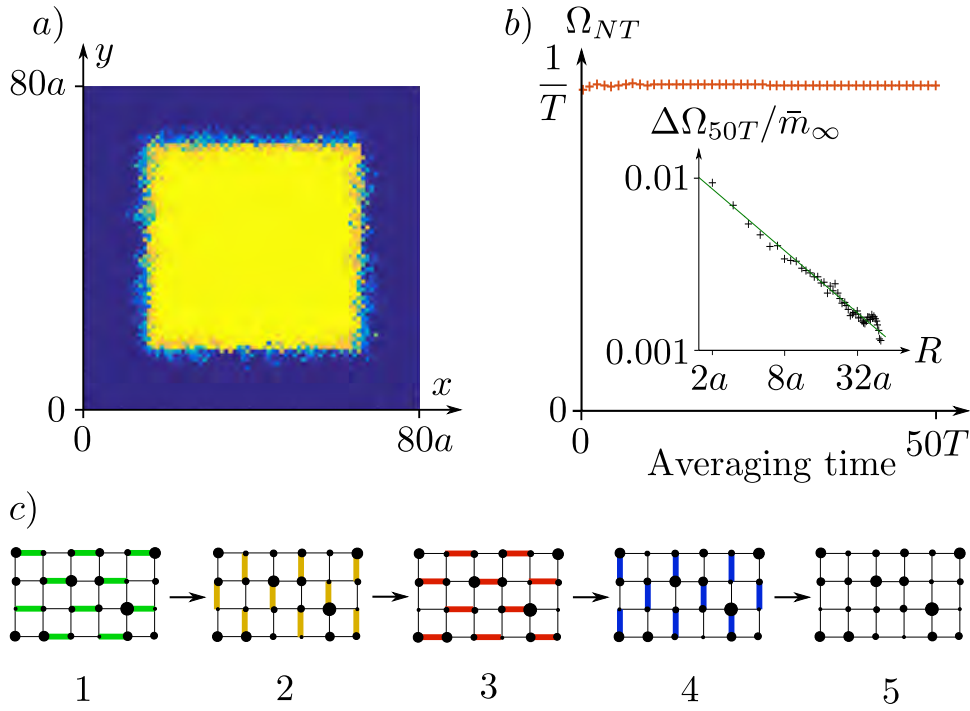 a)
y
80a
0
0
80a
x
b)
Ω_{NT}
1/T
ΔΩ_{50T}/m̄_∞
0.01
0.001
2a 8a 32a
R
0
50T
Averaging time
c)
1 2 3 4 5